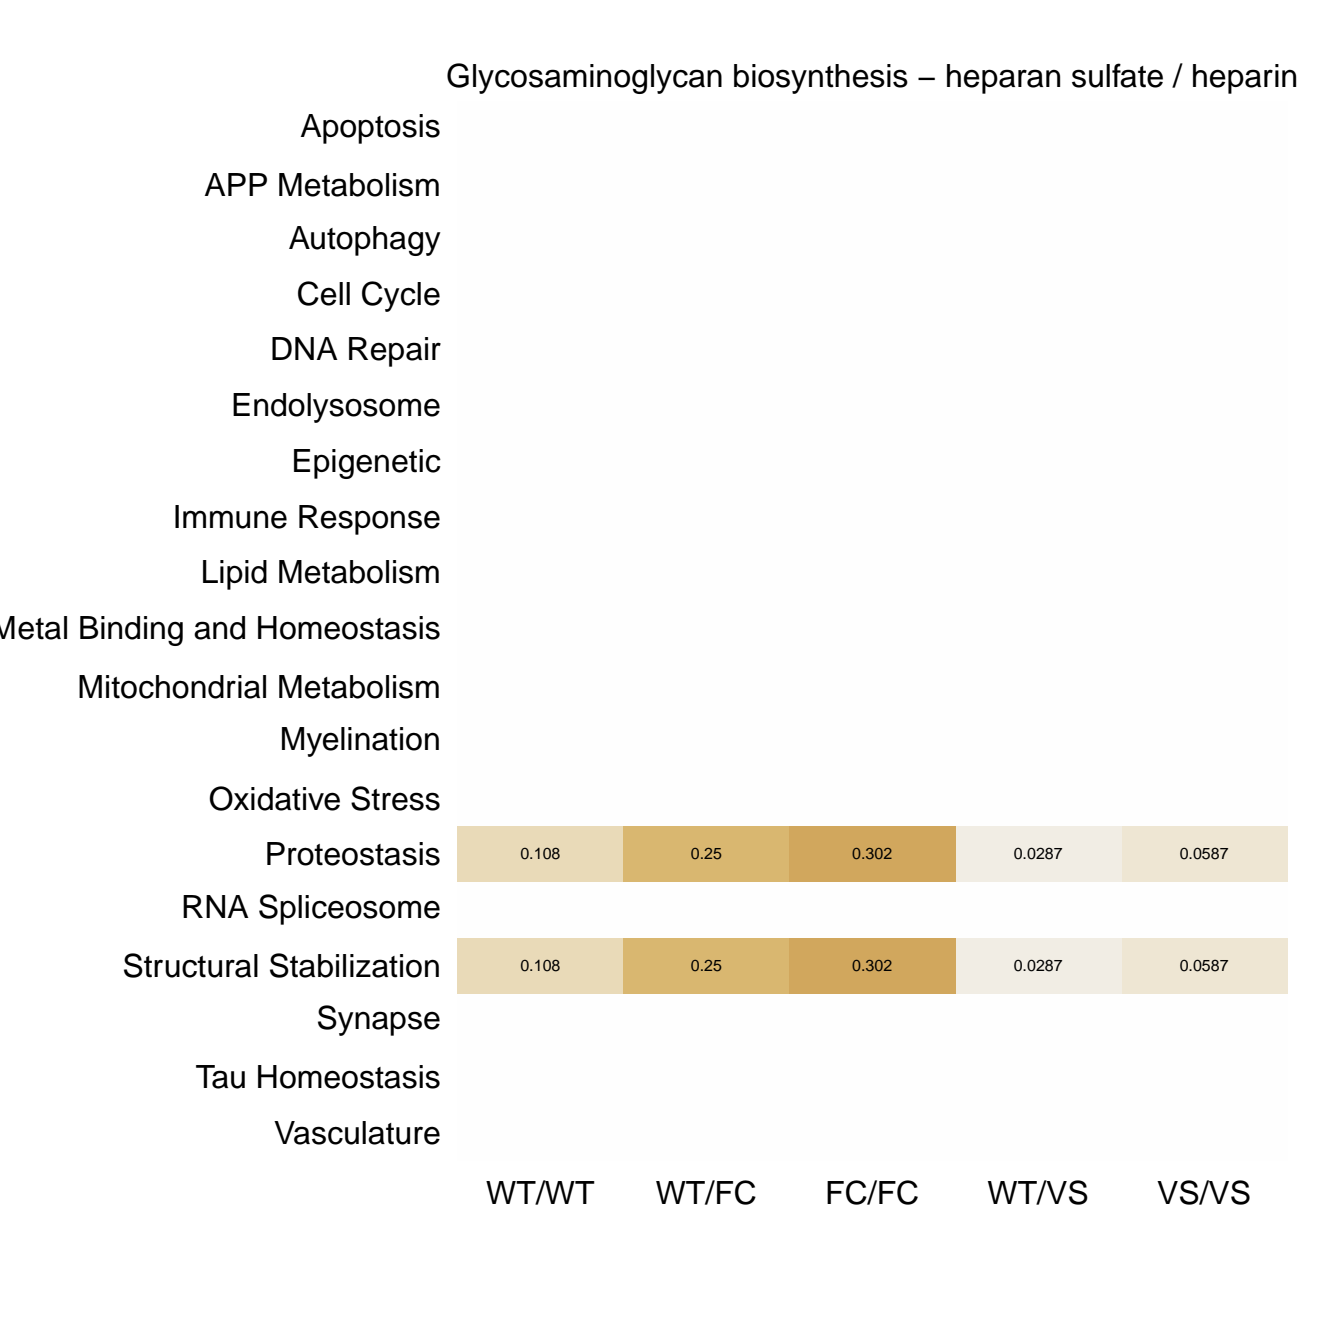 Glycosaminoglycan biosynthesis – heparan sulfate / heparin
Apoptosis
APP Metabolism
Autophagy
Cell Cycle
DNA Repair
Endolysosome
Epigenetic
Immune Response
Lipid Metabolism
Metal Binding and Homeostasis
Mitochondrial Metabolism
Myelination
Oxidative Stress
Proteostasis 0.108 0.25 0.302 0.0287 0.0587
RNA Spliceosome
Structural Stabilization 0.108 0.25 0.302 0.0287 0.0587
Synapse
Tau Homeostasis
Vasculature
WT/WT WT/FC FC/FC WT/VS VS/VS